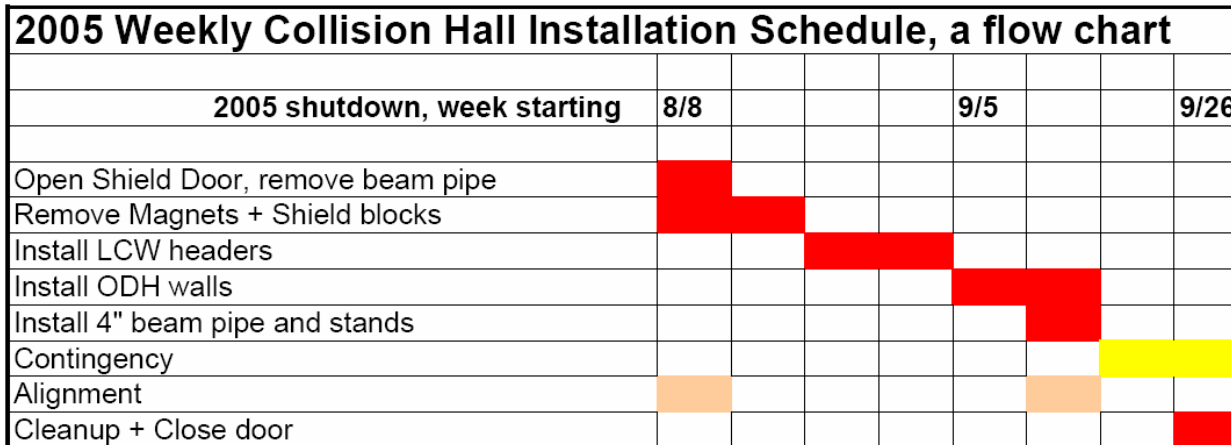 2005 Weekly Collision Hall Installation Schedule, a flow chart
2005 shutdown, week starting 8/8 9/5 9/26
Open Shield Door, remove beam pipe
Remove Magnets + Shield blocks
Install LCW headers
Install ODH walls
Install 4" beam pipe and stands
Contingency
Alignment
Cleanup + Close door